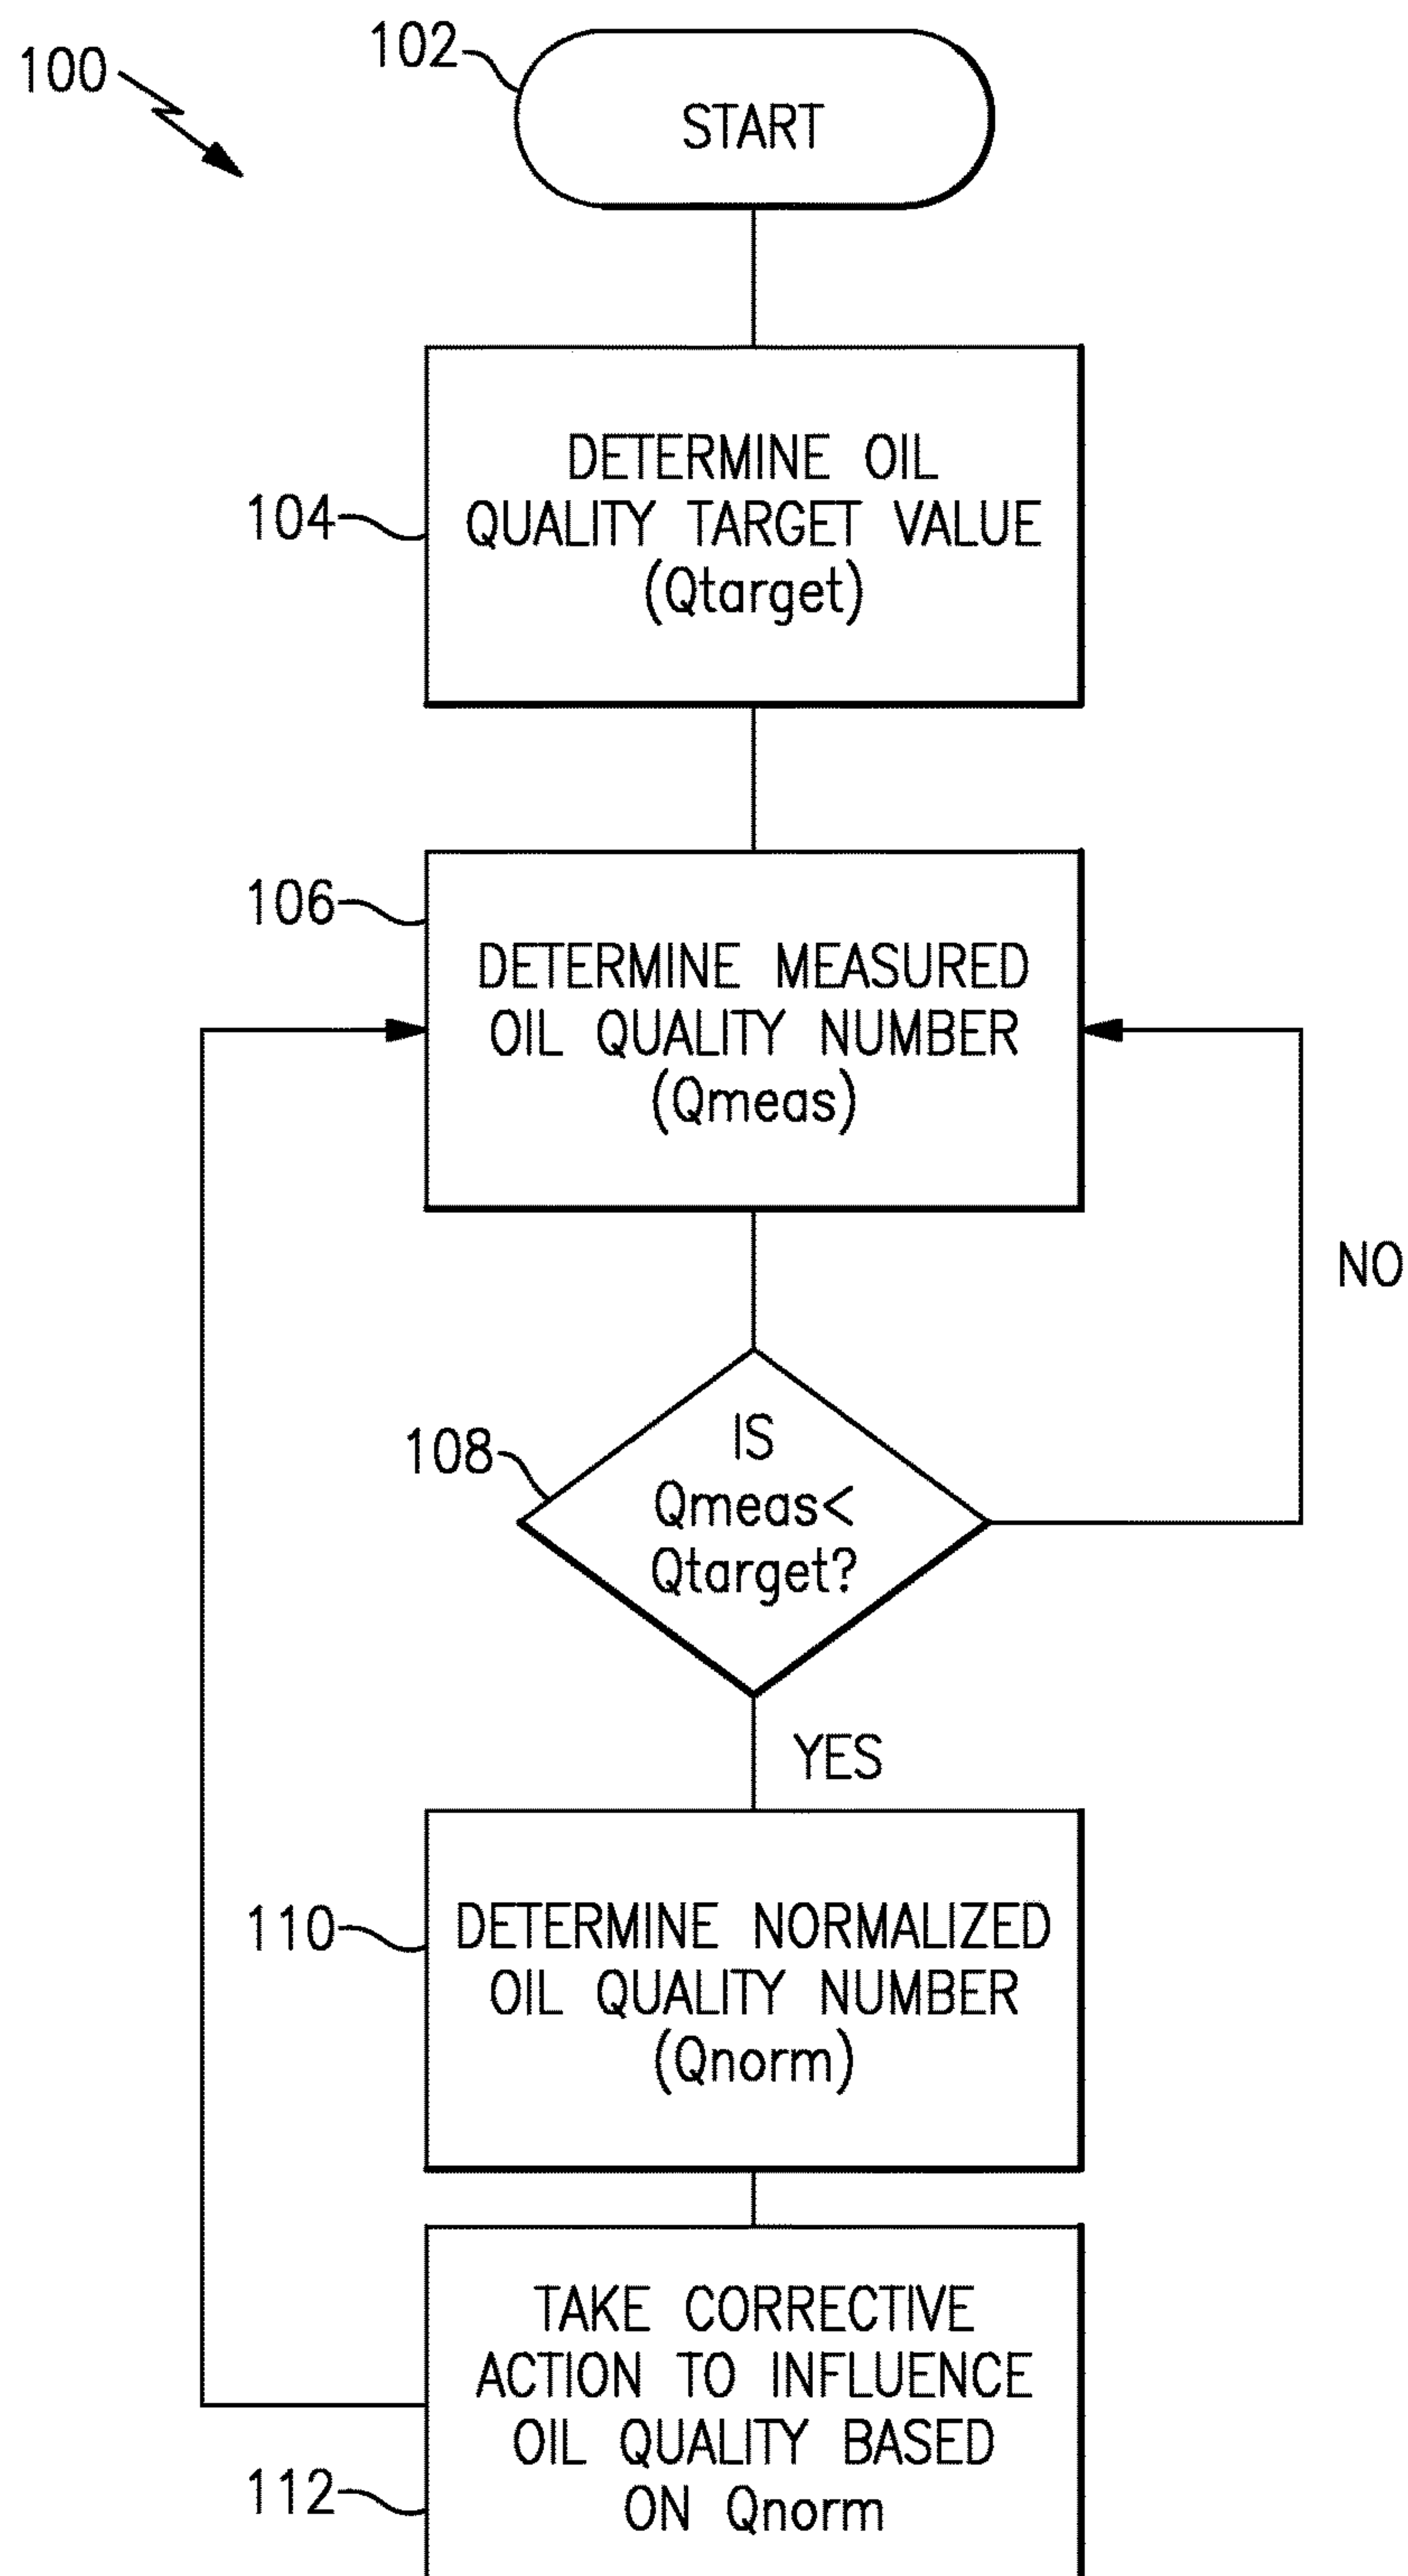 100
102
START
104
DETERMINE OIL
QUALITY TARGET VALUE
(Qtarget)
106
DETERMINE MEASURED
OIL QUALITY NUMBER
(Qmeas)
NO
108
IS
Qmeas<
Qtarget?
YES
110
DETERMINE NORMALIZED
OIL QUALITY NUMBER
(Qnorm)
TAKE CORRECTIVE
ACTION TO INFLUENCE
OIL QUALITY BASED
ON Qnorm
112